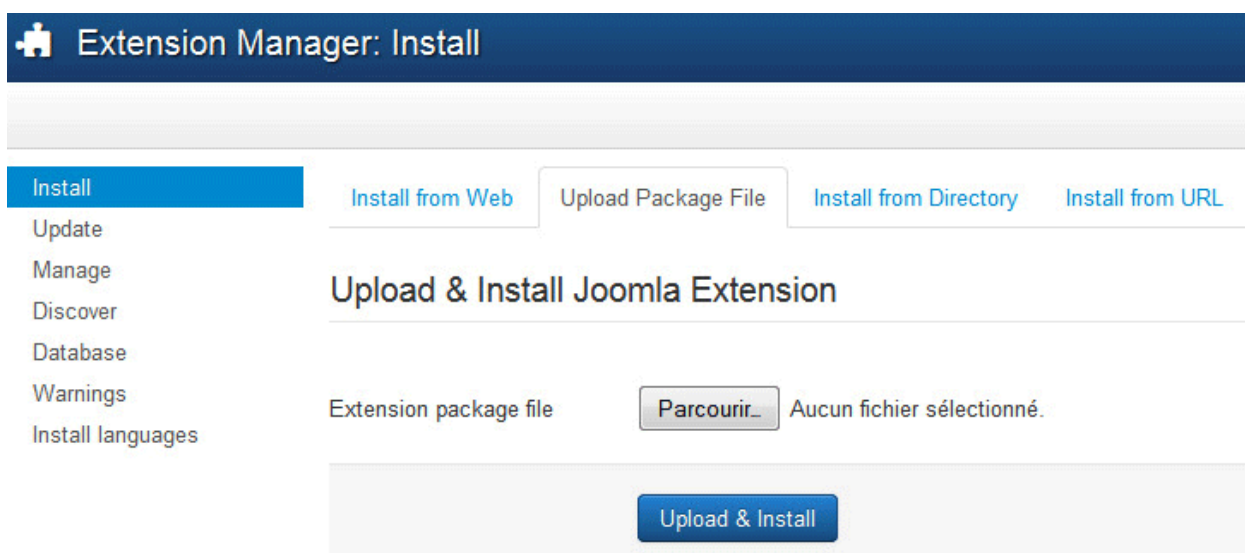 Extension Manager: Install
Install
Update
Manage
Discover
Database
Warnings
Install languages
Install from Web
Upload Package File
Install from Directory
Install from URL
Upload & Install Joomla Extension
Extension package file
Parcourir_
Aucun fichier sélectionné.
Upload & Install